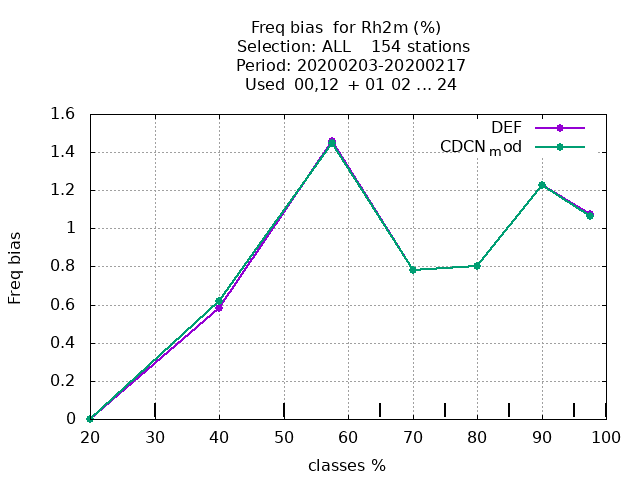 Freq bias  for Rh2m (%)
Selection: ALL    154 stations
Period: 20200203-20200217
Used  00,12  + 01 02 ... 24
DEF
CDCN_mod
1.6
1.4
1.2
1
0.8
0.6
0.4
0.2
0
Freq bias
20 30 40 50 60 70 80 90 100
classes %